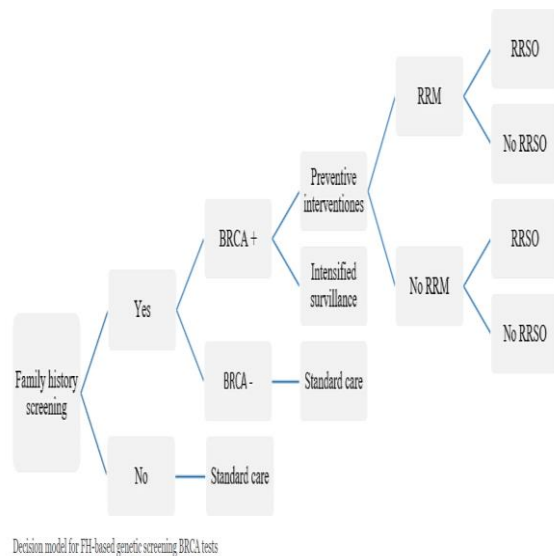 RRSO
RRM
No RRSO
Preventive
interventiones
BRCA +
RRSO
Intensified
survillance
No RRM
Yes
No RRSO
Family history
screening
BRCA -
Standard care
No
Standard care
Decision model for FH-based genetic screening BRCA tests